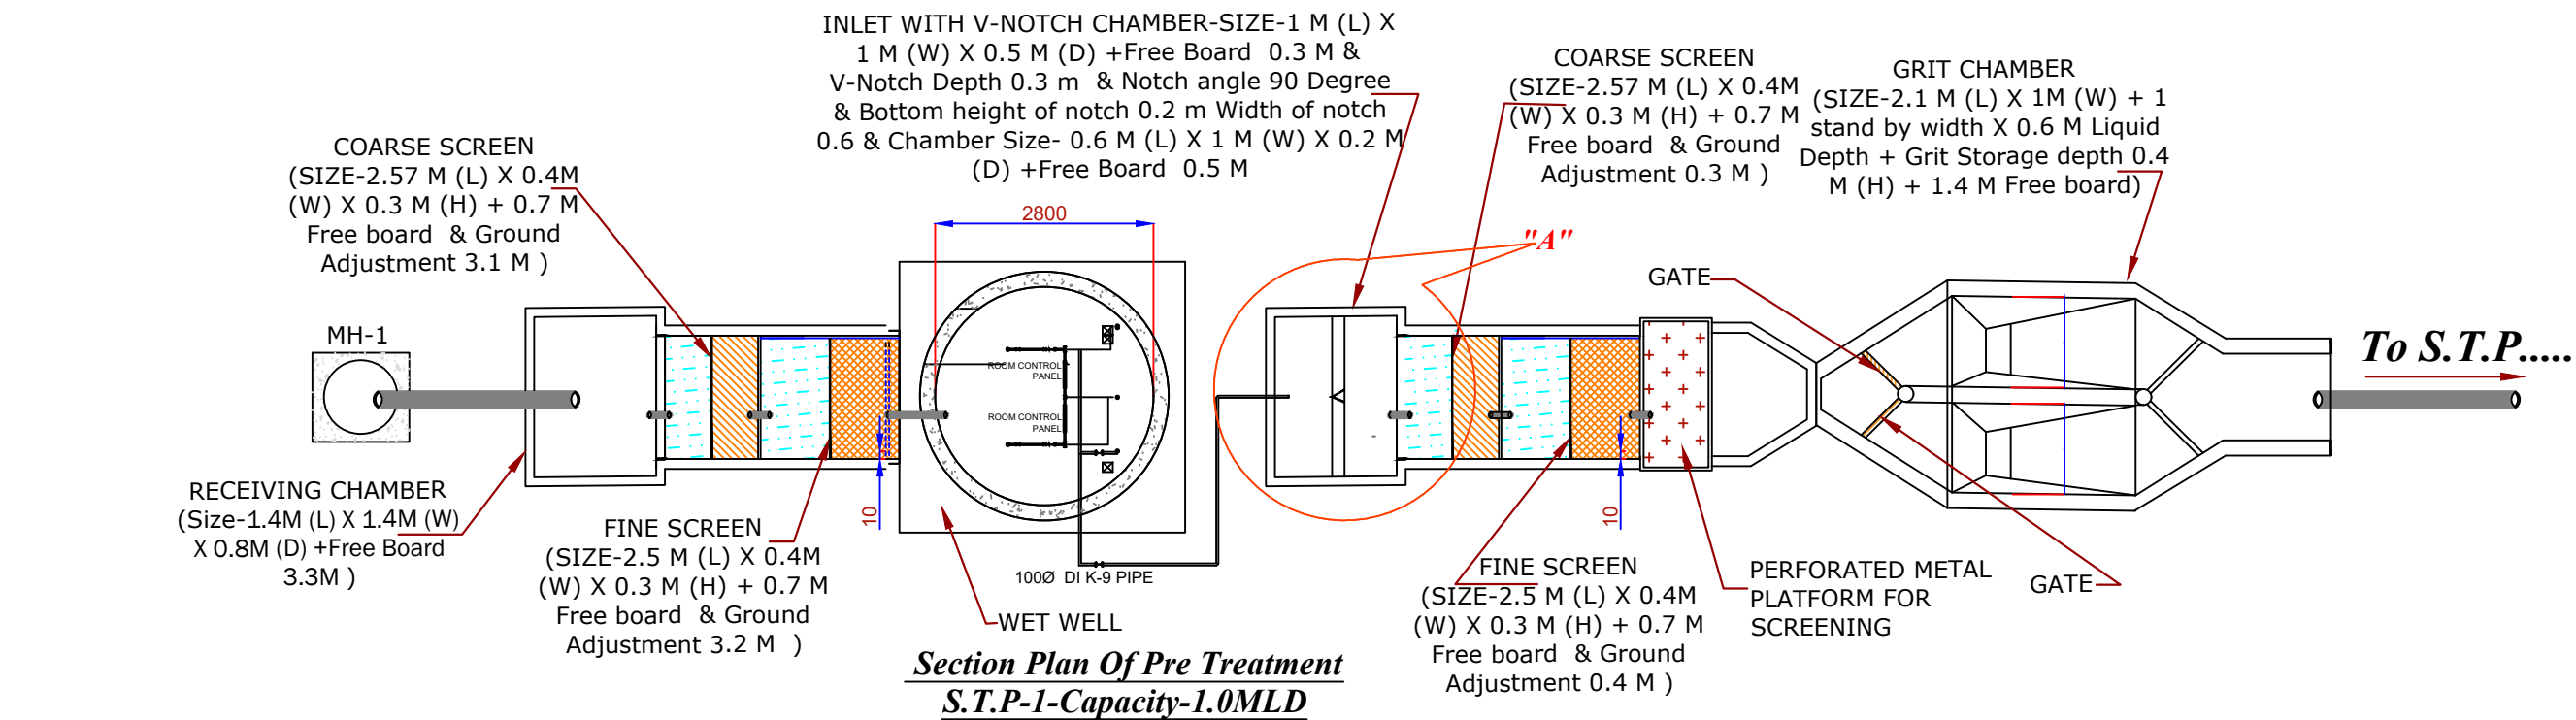 INLET WITH V-NOTCH CHAMBER-SIZE-1 M (L) X
1 M (W) X 0.5 M (D) +Free Board 0.3 M &
V-Notch Depth 0.3 m & Notch angle 90 Degree
& Bottom height of notch 0.2 m Width of notch
0.6 & Chamber Size- 0.6 M (L) X 1 M (W) X 0.2 M
(D) +Free Board 0.5 M
COARSE SCREEN
(SIZE-2.57 M (L) X 0.4M
(W) X 0.3 M (H) + 0.7 M
Free board & Ground
Adjustment 0.3 M )
GRIT CHAMBER
(SIZE-2.1 M (L) X 1M (W) + 1
stand by width X 0.6 M Liquid
Depth + Grit Storage depth 0.4
M (H) + 1.4 M Free board)
COARSE SCREEN
(SIZE-2.57 M (L) X 0.4M
(W) X 0.3 M (H) + 0.7 M
Free board & Ground
Adjustment 3.1 M )
2800
"A"
GATE
MH-1
To S.T.P.....
ROOM CONTROL
PANEL
ROOM CONTROL
PANEL
RECEIVING CHAMBER
(Size-1.4M (L) X 1.4M (W)
X 0.8M (D) +Free Board
3.3M )
10
10
FINE SCREEN
(SIZE-2.5 M (L) X 0.4M
(W) X 0.3 M (H) + 0.7 M
Free board & Ground
Adjustment 3.2 M )
100Ø DI K-9 PIPE
WET WELL
FINE SCREEN
(SIZE-2.5 M (L) X 0.4M
(W) X 0.3 M (H) + 0.7 M
Free board & Ground
Adjustment 0.4 M )
PERFORATED METAL
PLATFORM FOR
SCREENING
GATE
Section Plan Of Pre Treatment
S.T.P-1-Capacity-1.0MLD